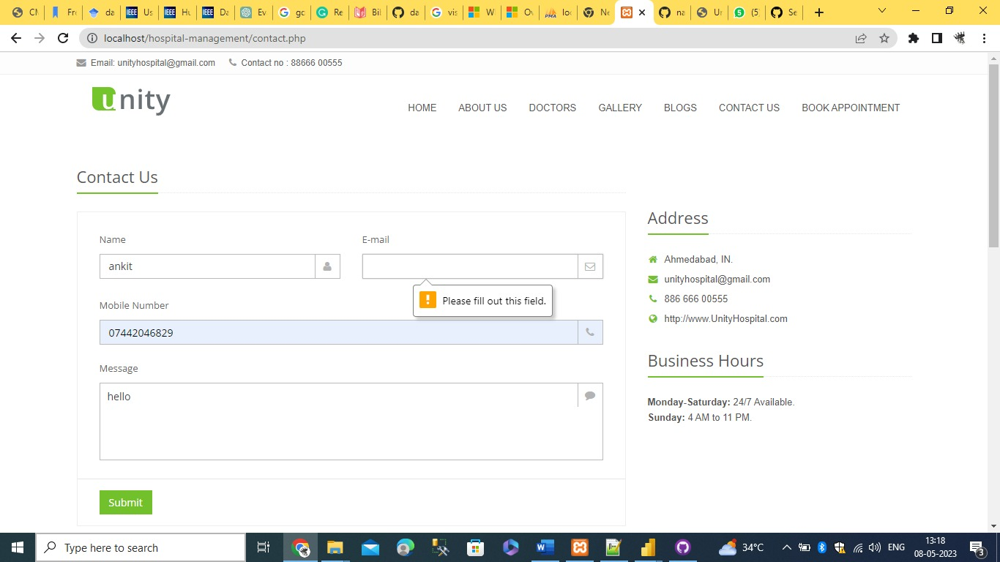 CM
Fre
da
Us
Hu
Da
Ev
gc
Re
Bil
da
vis
W
Ov
loc
Ne
na
Ur
(5)
Se
localhost/hospital-management/contact.php
Email: unityhospital@gmail.com Contact no : 88666 00555
unity
HOME ABOUT US DOCTORS GALLERY BLOGS CONTACT US BOOK APPOINTMENT
Contact Us
Name E-mail
ankit
Please fill out this field.
Mobile Number
07442046829
Message
hello
Submit
Address
Ahmedabad, IN.
unityhospital@gmail.com
886 666 00555
http://www.UnityHospital.com
Business Hours
Monday-Saturday: 24/7 Available.
Sunday: 4 AM to 11 PM.
Type here to search
34°C
ENG
13:18
08-05-2023
3